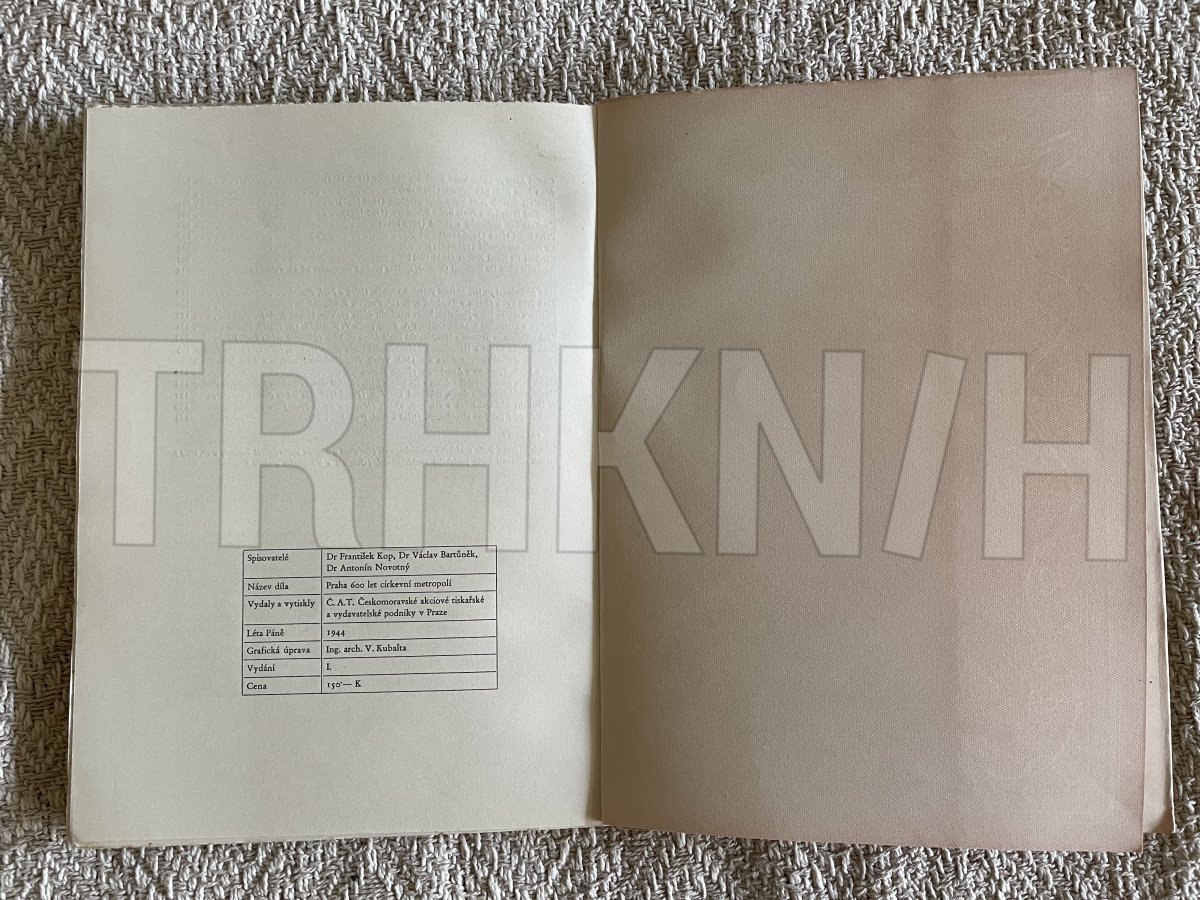 TRHKNIH
Spisovatelé Dr František Kop, Dr Václav Bartůněk,
Dr Antonín Novotný
Název díla Praha 600 let církevní metropolí
Vydaly a vytiskly Č. A. T. Českomoravské akciové tiskařské
a vydavatelské podniky v Praze
Léta Páně 1944
Grafická úprava Ing. arch. V. Kubašta
Vydání I.
Cena 150·— K